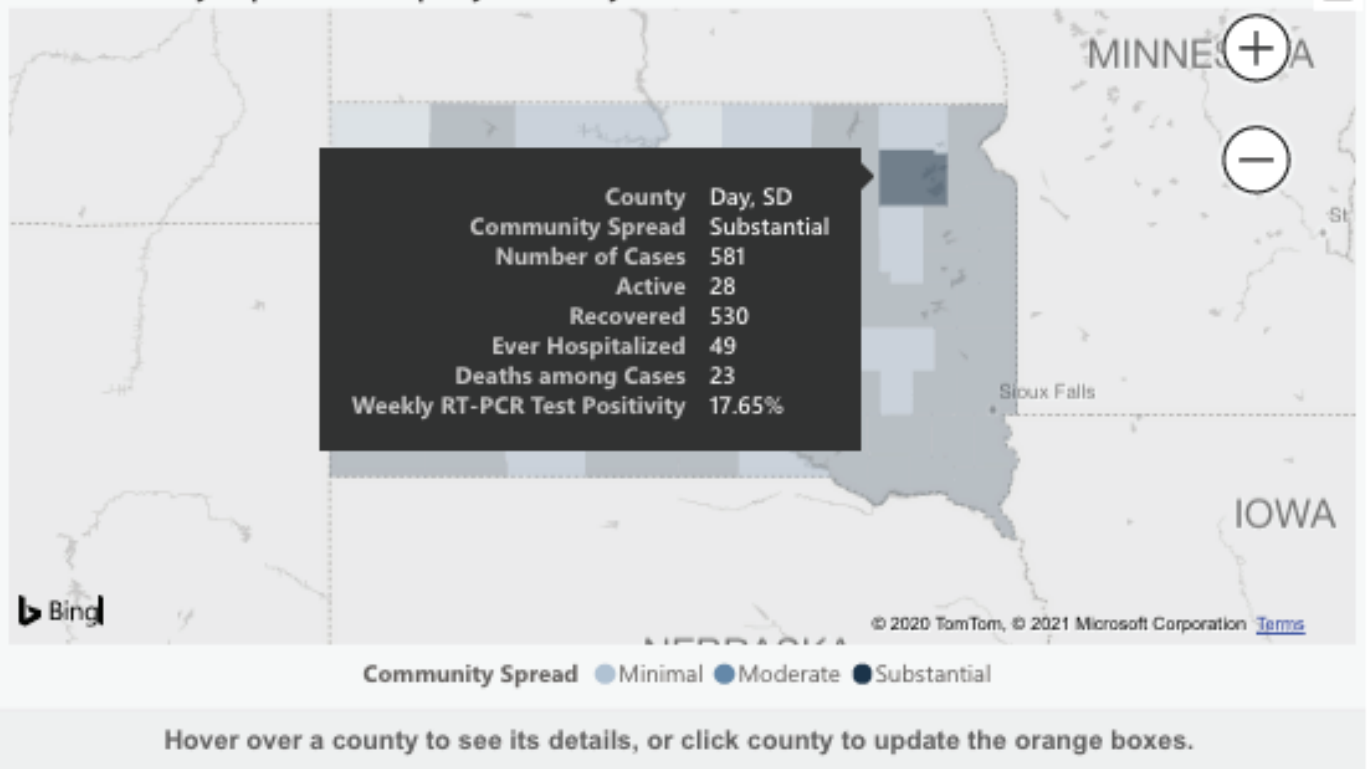 MINNES A
County Day, SD
Community Spread Substantial
Number of Cases 581
Active 28
Recovered 530
Ever Hospitalized 49
Deaths among Cases 23
Weekly RT-PCR Test Positivity 17.65%
St
Sioux Falls
IOWA
Bing
© 2020 TomTom, © 2021 Microsoft Corporation Terms
NEBRASKA
Community Spread Minimal Moderate Substantial
Hover over a county to see its details, or click county to update the orange boxes.